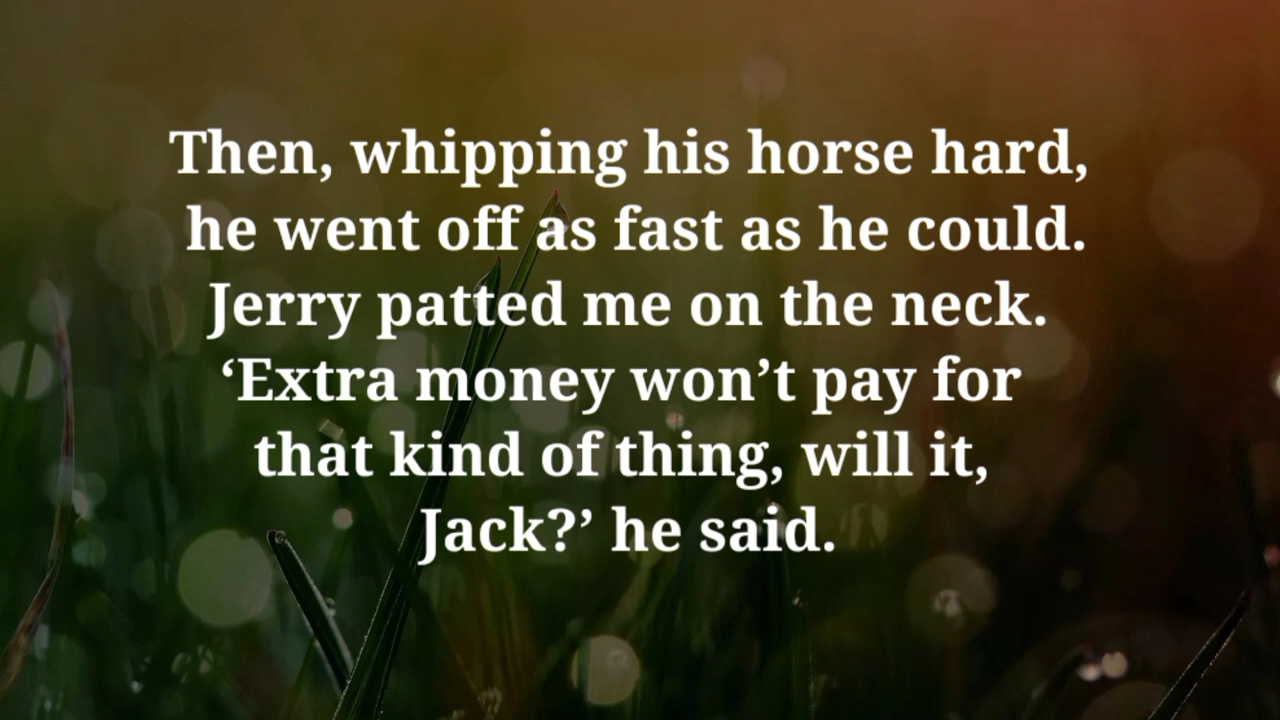 Then, whipping his horse hard,
he went off as fast as he could.
Jerry patted me on the neck.
‘Extra money won’t pay for
that kind of thing, will it,
Jack?’ he said.